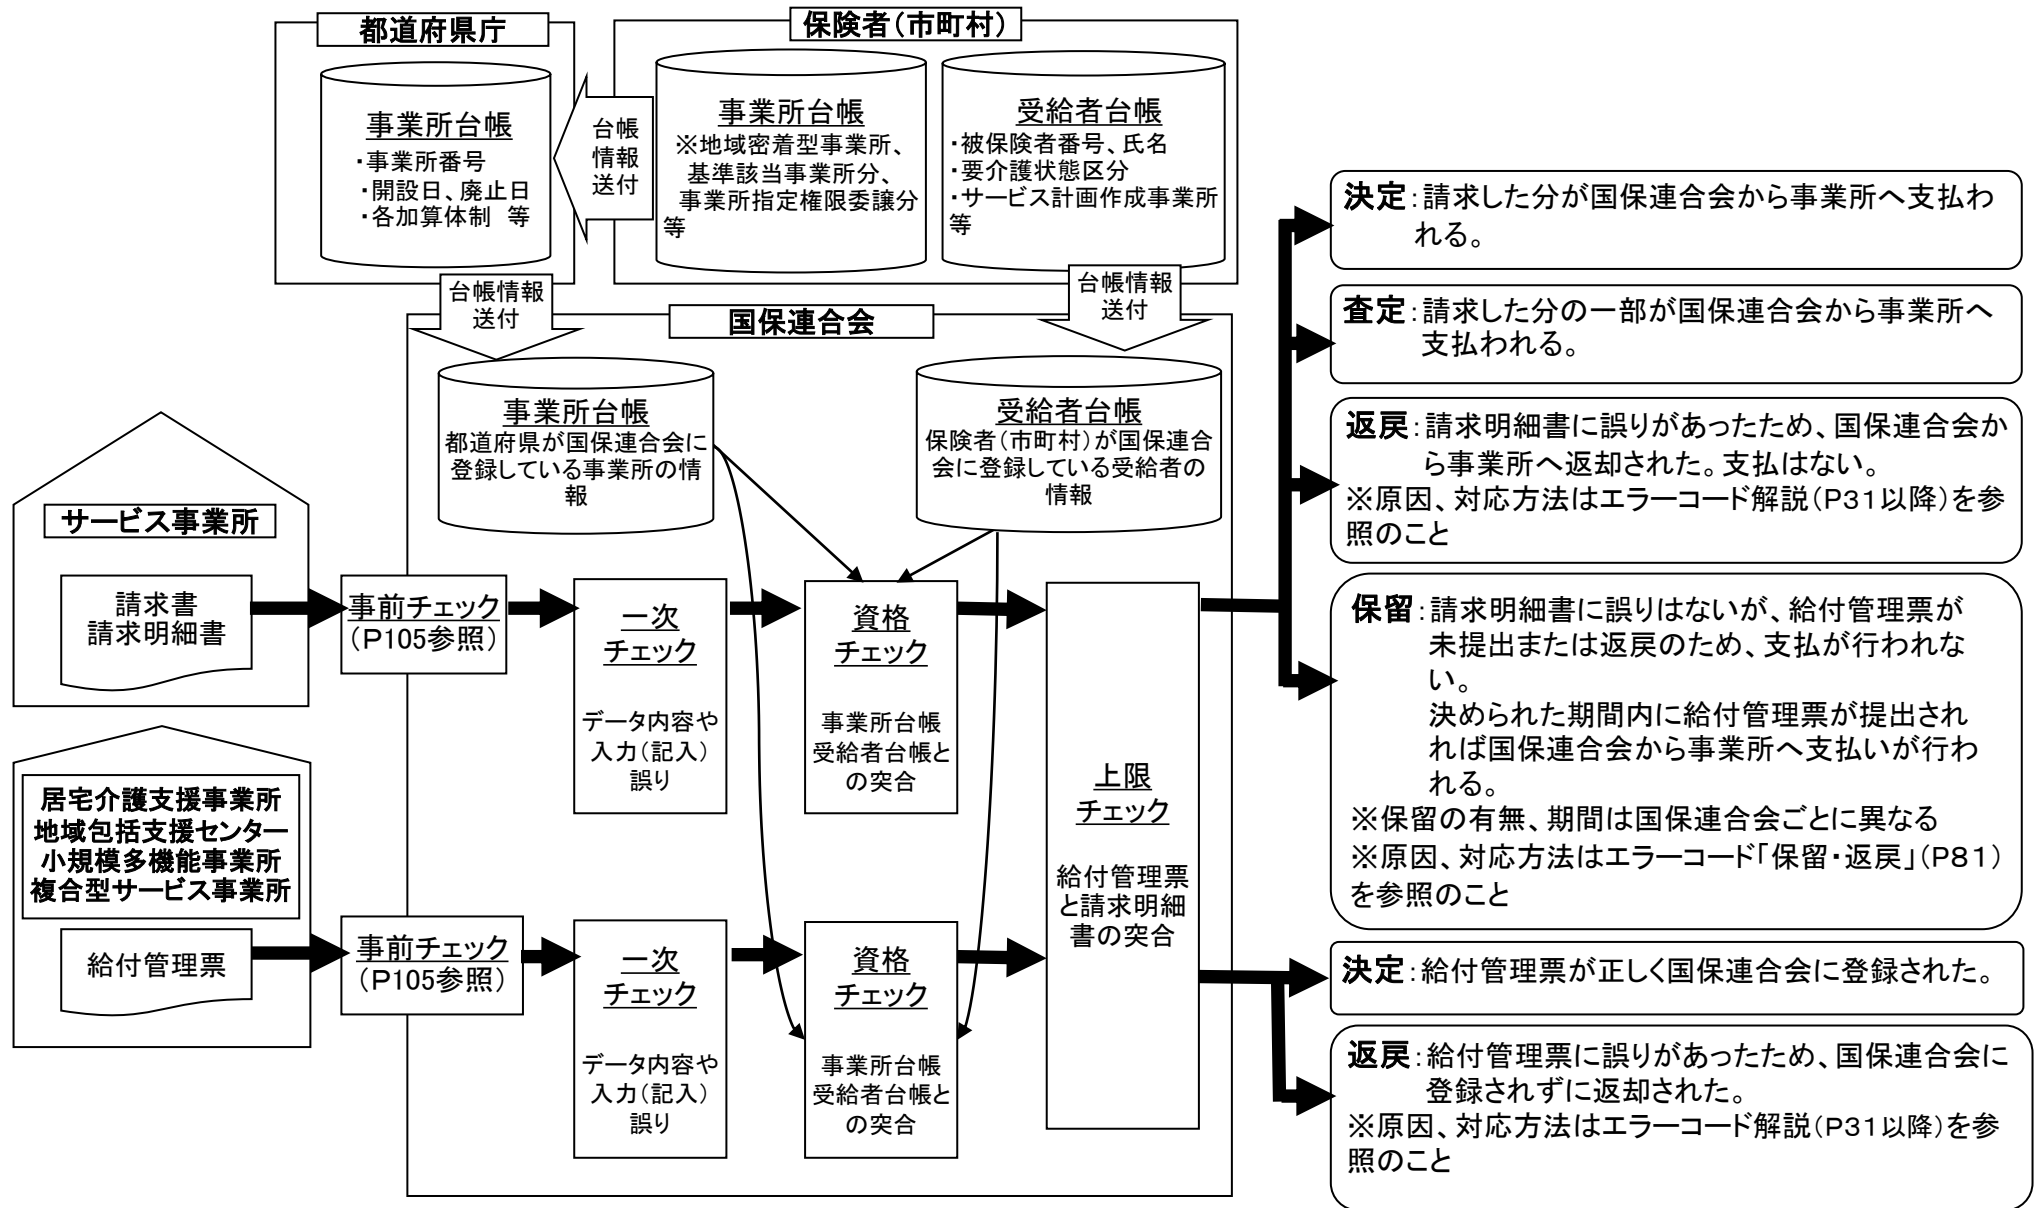 都道府県庁
事業所台帳
・事業所番号
・開設日、廃止日
・各加算体制　等
台帳
情報
送付
保険者(市町村)
事業所台帳
※地域密着型事業所、
基準該当事業所分、
事業所指定権限委譲分
等
受給者台帳
・被保険者番号、氏名
・要介護状態区分
・サービス計画作成事業所
等
台帳情報
送付
台帳情報
送付
国保連合会
事業所台帳
都道府県が国保連合会に
登録している事業所の情
報
受給者台帳
保険者(市町村)が国保連合
会に登録している受給者の
情報
サービス事業所
請求書
請求明細書
事前チェック
(P105参照)
一次
チェック
データ内容や
入力(記入)
誤り
資格
チェック
事業所台帳
受給者台帳と
の突合
居宅介護支援事業所
地域包括支援センター
小規模多機能事業所
複合型サービス事業所
給付管理票
事前チェック
(P105参照)
一次
チェック
データ内容や
入力(記入)
誤り
資格
チェック
事業所台帳
受給者台帳と
の突合
上限
チェック
給付管理票
と請求明細
書の突合
決定:請求した分が国保連合会から事業所へ支払わ
れる。
査定:請求した分の一部が国保連合会から事業所へ
支払われる。
返戻:請求明細書に誤りがあったため、国保連合会か
ら事業所へ返却された。支払はない。
※原因、対応方法はエラーコード解説(P31以降)を参
照のこと
保留:請求明細書に誤りはないが、給付管理票が
未提出または返戻のため、支払が行われな
い。
決められた期間内に給付管理票が提出され
れば国保連合会から事業所へ支払いが行わ
れる。
※保留の有無、期間は国保連合会ごとに異なる
※原因、対応方法はエラーコード「保留・返戻」(P81)
を参照のこと
決定:給付管理票が正しく国保連合会に登録された。
返戻:給付管理票に誤りがあったため、国保連合会に
登録されずに返却された。
※原因、対応方法はエラーコード解説(P31以降)を参
照のこと